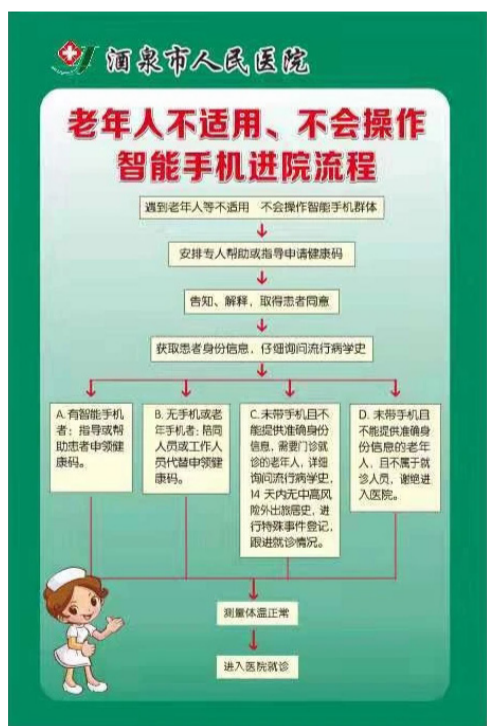 酒泉市人民医院
老年人不适用、不会操作
智能手机进院流程
遇到老年人等不适用 不会操作智能手机群体
安排专人帮助或指导申请健康码
告知、解释，取得患者同意
获取患者身份信息，仔细询问流行病学史
A.有智能手机
者：指导或帮
助患者申领健
康码。
B.无手机或老
年手机者：陪同
人员或工作人
员代替申领健
康码。
C.未带手机且不
能提供准确身份
信息，需要门诊就
诊的老年人，详细
询问流行病学史，
14 天内无中高风
险外出旅居史，进
行特殊事件登记，
跟进就诊情况。
D. 未带手机且
不能提供准确身
份信息的老年
人，且不属于就
诊人员，谢绝进
入医院。
测量体温正常
进入医院就诊